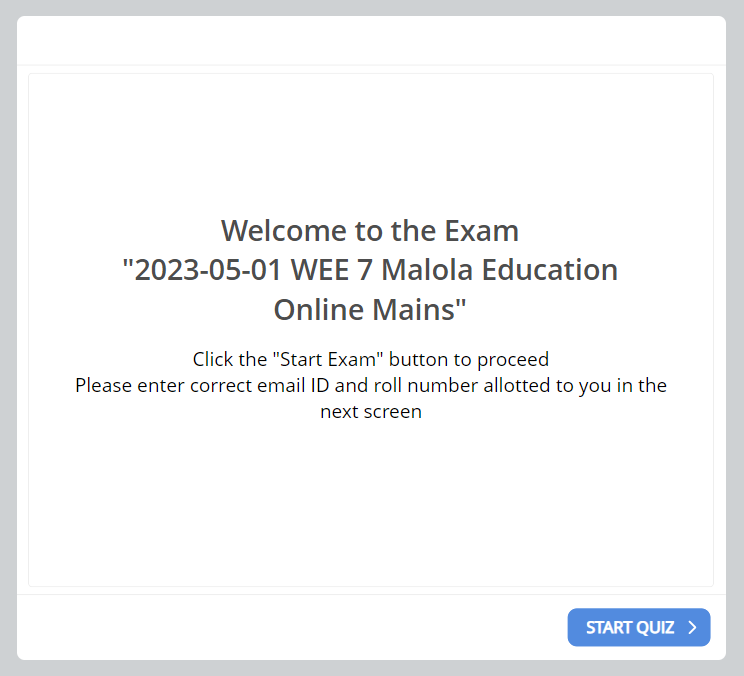 Welcome to the Exam
"2023-05-01 WEE 7 Malola Education
Online Mains"
Click the "Start Exam" button to proceed
Please enter correct email ID and roll number allotted to you in the
next screen
START QUIZ